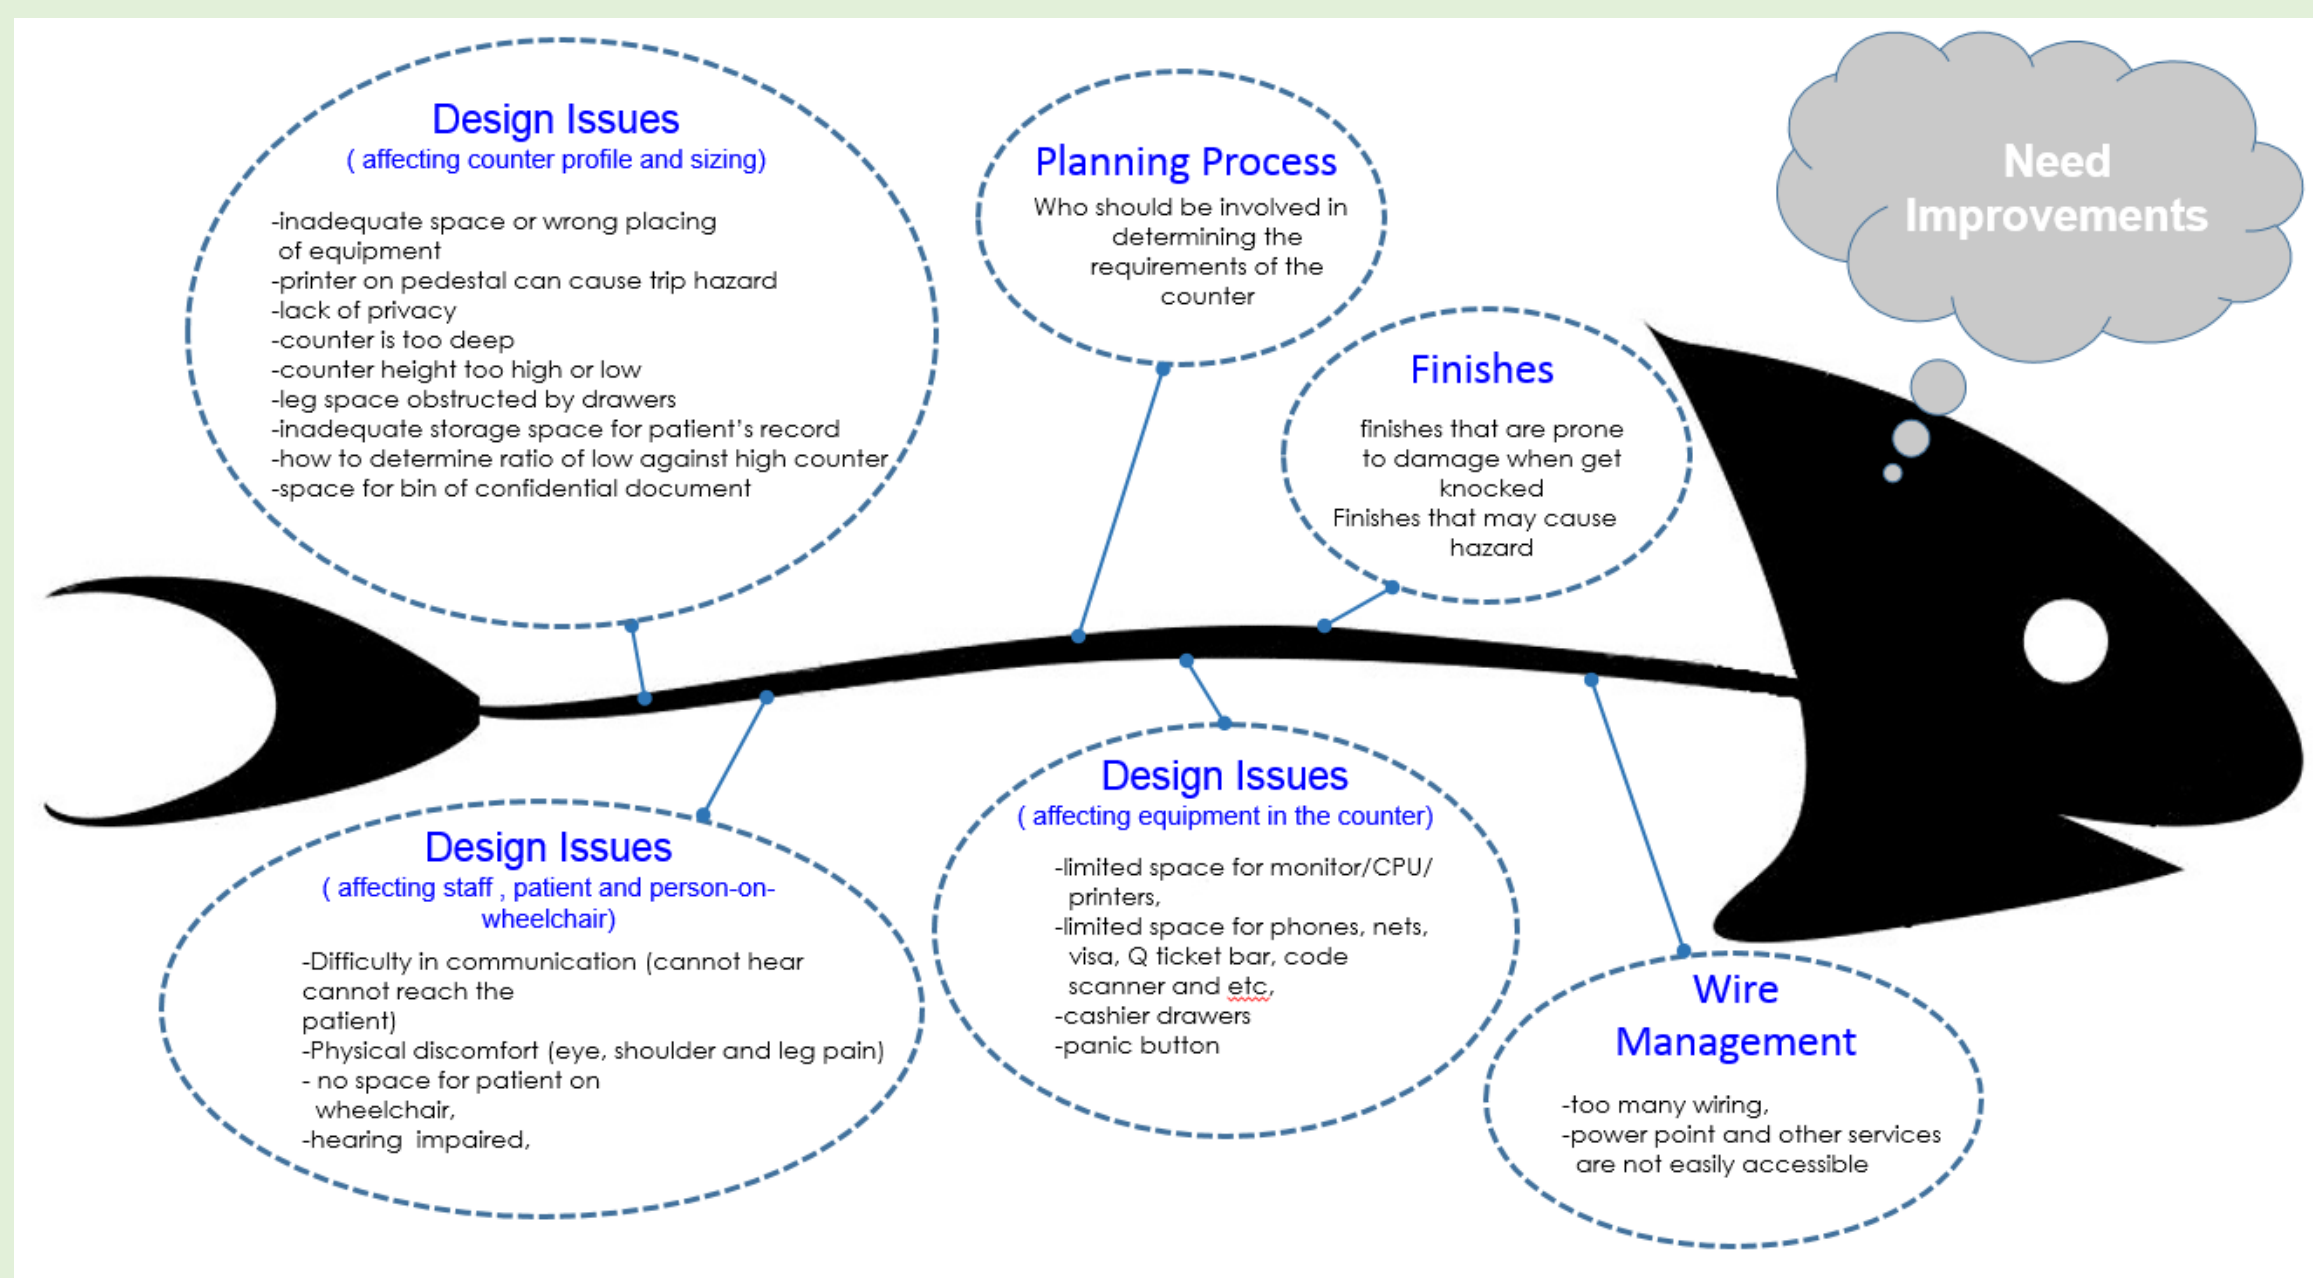 Design Issues
( affecting counter profile and sizing)
-inadequate space or wrong placing
of equipment
-printer on pedestal can cause trip hazard
-lack of privacy
-counter is too deep
-counter height too high or low
-leg space obstructed by drawers
-inadequate storage space for patient’s record
-how to determine ratio of low against high counter
-space for bin of confidential document
Planning Process
Who should be involved in
determining the
requirements of the
counter
Finishes
finishes that are prone
to damage when get
knocked
Finishes that may cause
hazard
Need
Improvements
Design Issues
( affecting staff , patient and person-on-
wheelchair)
-Difficulty in communication (cannot hear
cannot reach the
patient)
-Physical discomfort (eye, shoulder and leg pain)
- no space for patient on
wheelchair,
-hearing impaired,
Design Issues
( affecting equipment in the counter)
-limited space for monitor/CPU/
printers,
-limited space for phones, nets,
visa, Q ticket bar, code
scanner and etc,
-cashier drawers
-panic button
Wire
Management
-too many wiring,
-power point and other services
are not easily accessible